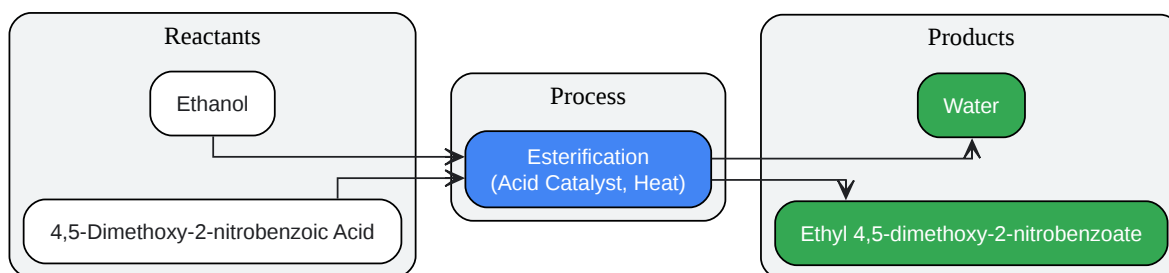 Reactants
Ethanol
4,5-Dimethoxy-2-nitrobenzoic Acid
Process
Esterification
(Acid Catalyst, Heat)
Products
Water
Ethyl 4,5-dimethoxy-2-nitrobenzoate